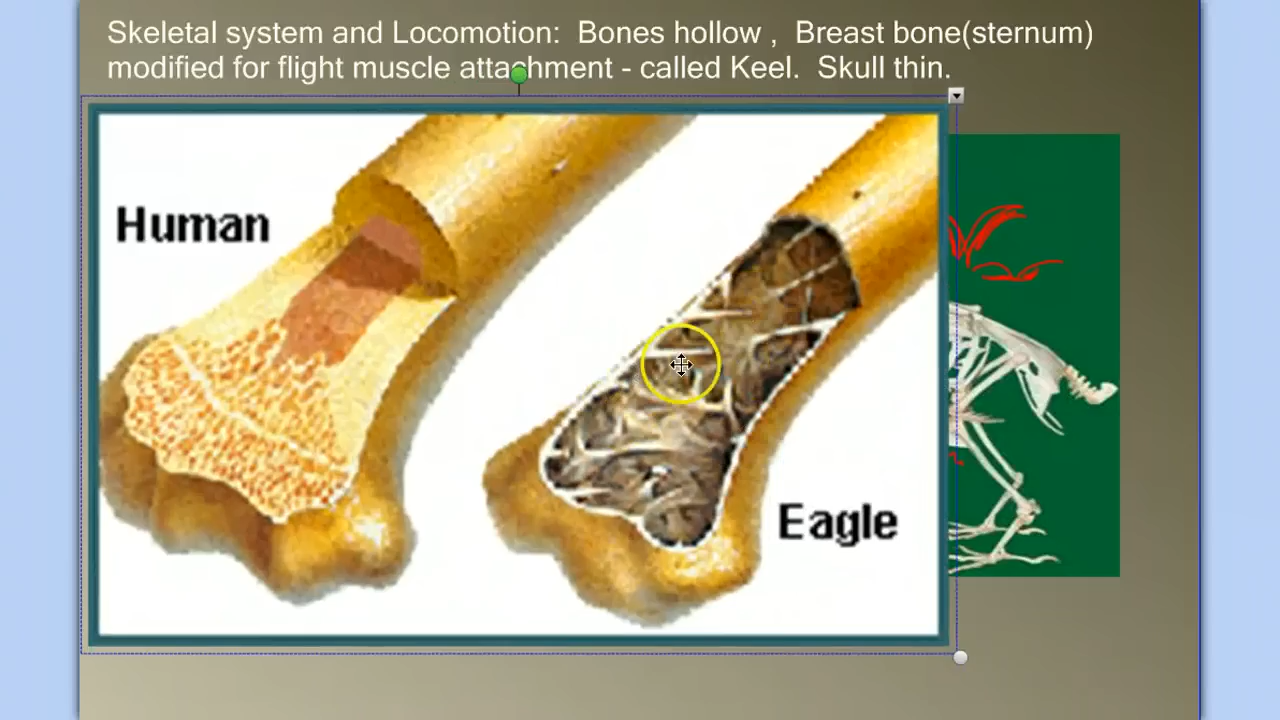 Skeletal system and Locomotion:  Bones hollow ,  Breast bone(sternum)
modified for flight muscle attachment - called Keel.  Skull thin.
Human
Eagle